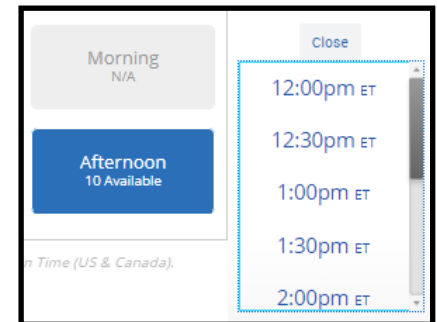 Morning
N/A
Afternoon
10 Available
n Time (US & Canada).
Close
12:00pm ET
12:30pm ET
1:00pm ET
1:30pm ET
2:00pm ET